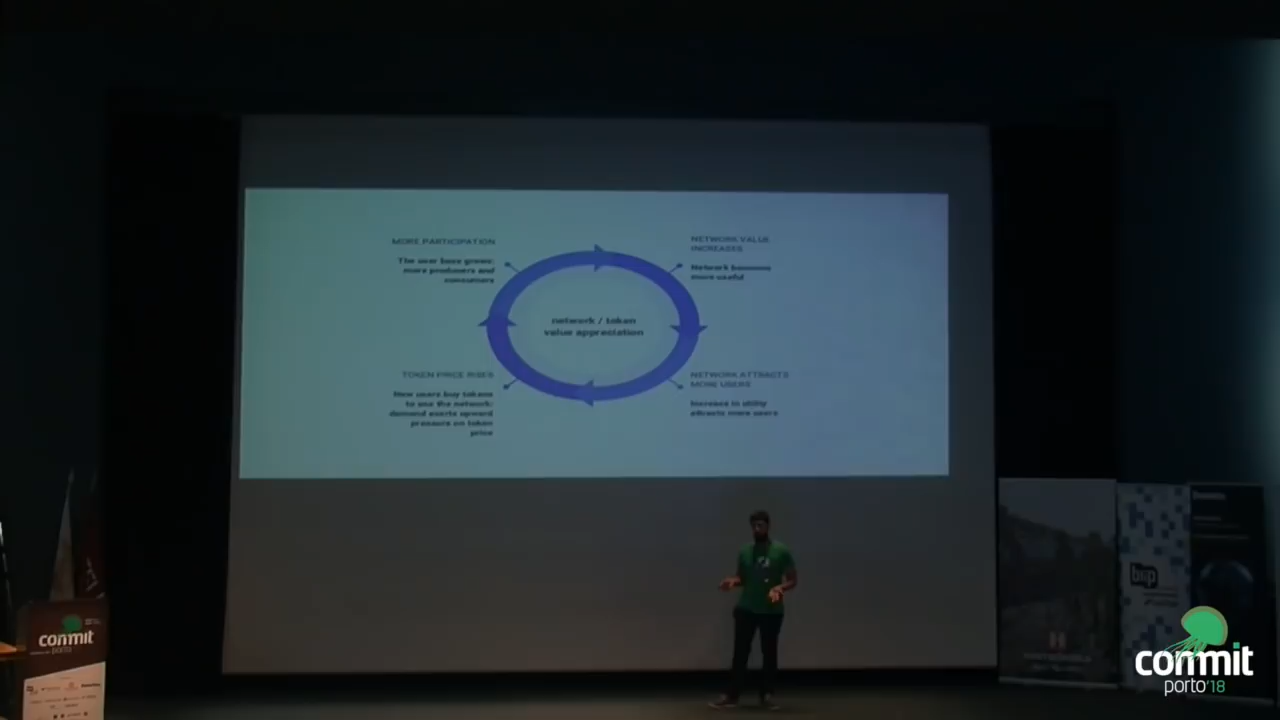 MORE PARTICIPATION
The user base grows:
more producers and
consumers
NETWORK VALUE
INCREASES
Network becomes
more useful
network / token
value appreciation
TOKEN PRICE RISES
New users buy tokens
to use the network:
demand exerts upward
pressure on token
price
NETWORK ATTRACTS
MORE USERS
Increase in utility
attracts more users
commit
porto
commit
porto'18